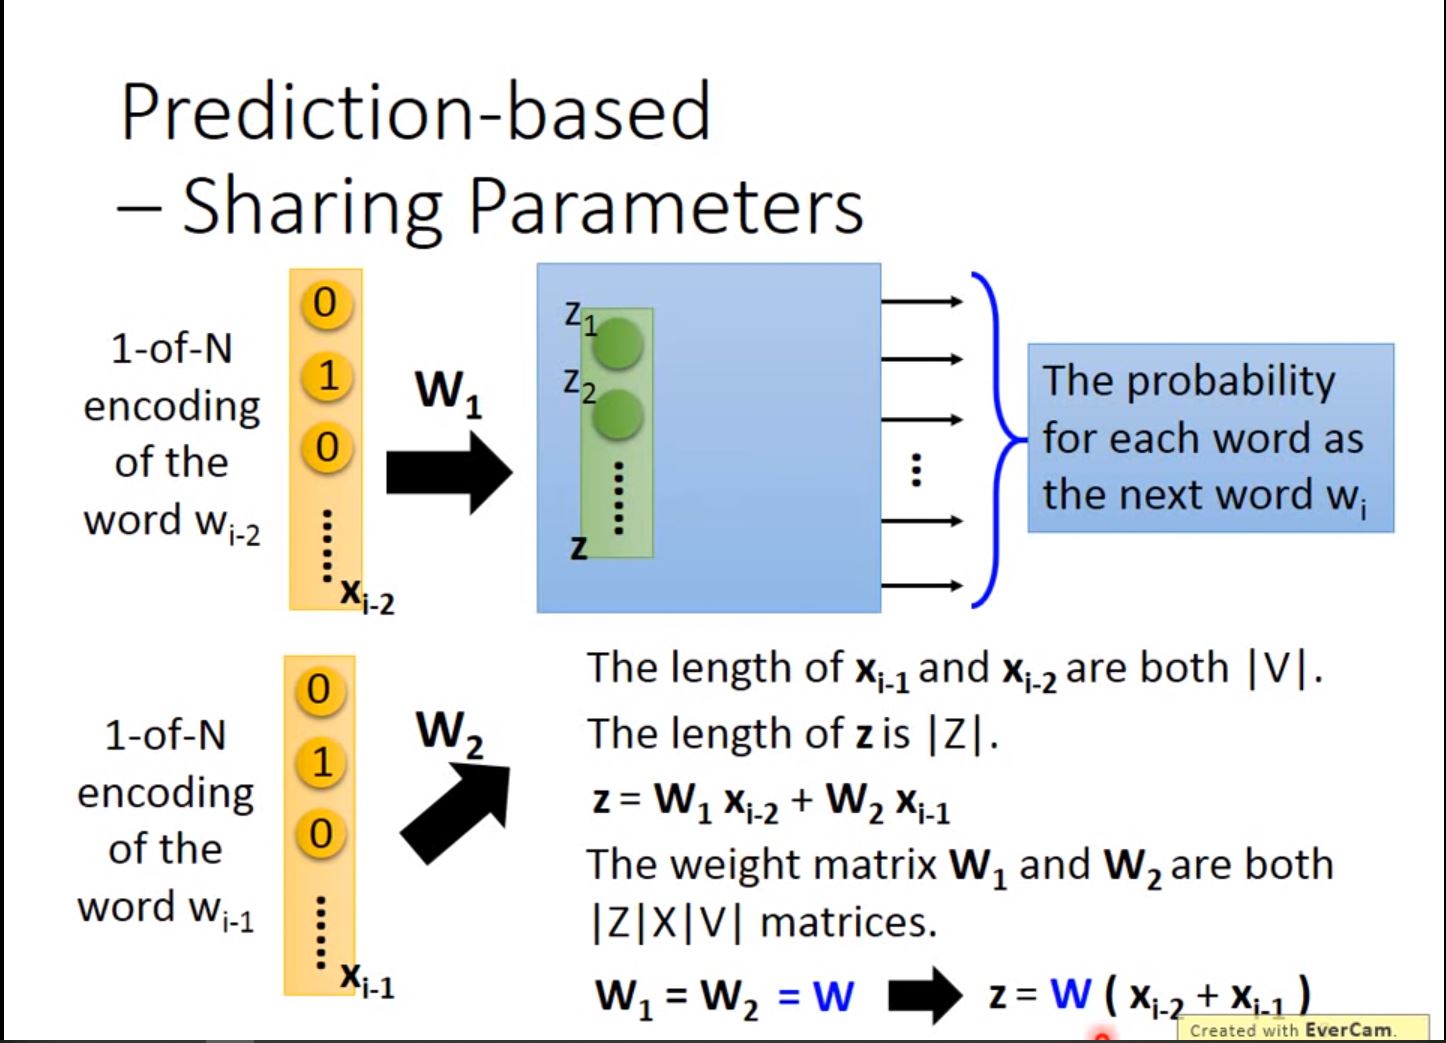 Prediction-based
– Sharing Parameters
1-of-N
encoding
of the
word w_{i-2}
0
1
0
⋮
x_{i-2}
W_1
z_1
z_2
⋮
z
⋮
The probability
for each word as
the next word w_i
1-of-N
encoding
of the
word w_{i-1}
0
1
0
⋮
x_{i-1}
W_2
The length of x_{i-1} and x_{i-2} are both |V|.
The length of z is |Z|.
z = W_1 x_{i-2} + W_2 x_{i-1}
The weight matrix W_1 and W_2 are both
|Z|X|V| matrices.
W_1 = W_2 = W
z = W ( x_{i-2} + x_{i-1} )
Created with EverCam.